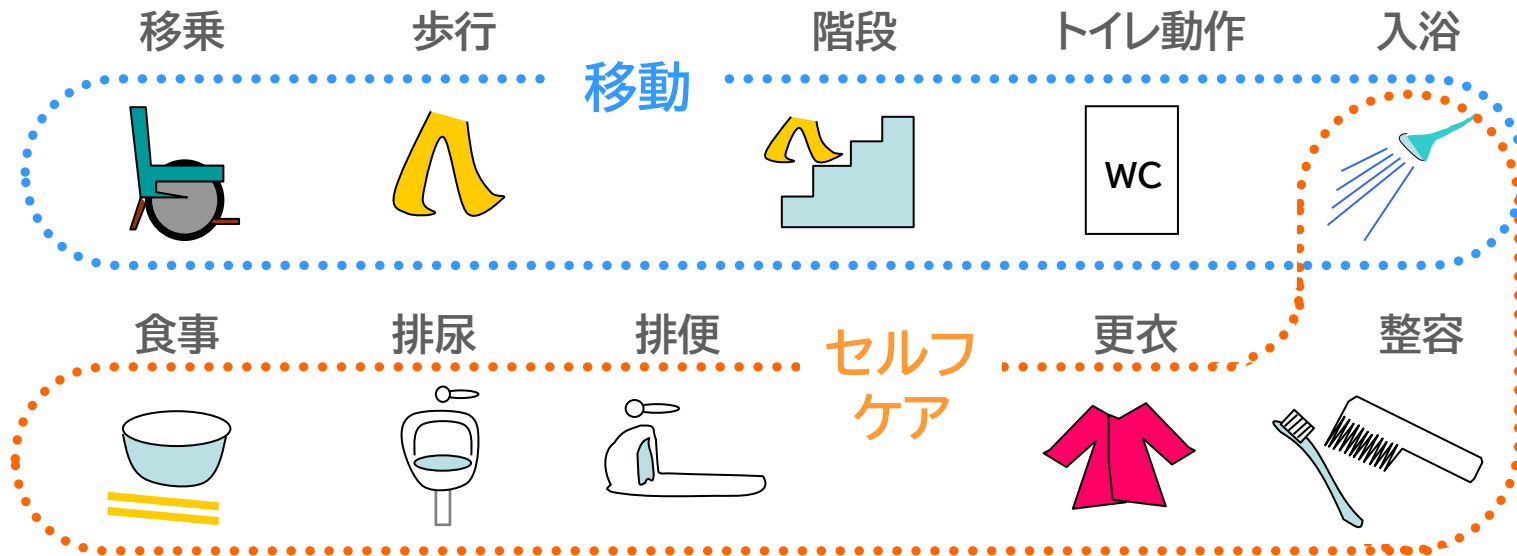 移乗
歩行
階段
トイレ動作
入浴
移動
WC
食事
排尿
排便
更衣
整容
セルフ
ケア